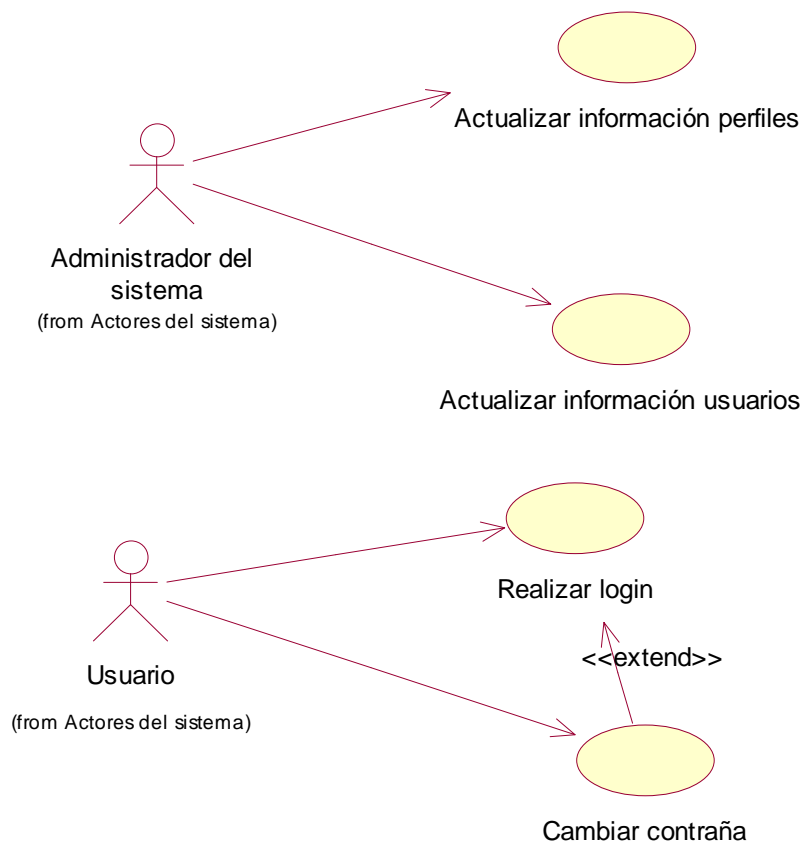 Actualizar información perfiles
Administrador del
sistema
(from Actores del sistema)
Actualizar información usuarios
Realizar login
<<extend>>
Usuario
(from Actores del sistema)
Cambiar contraña